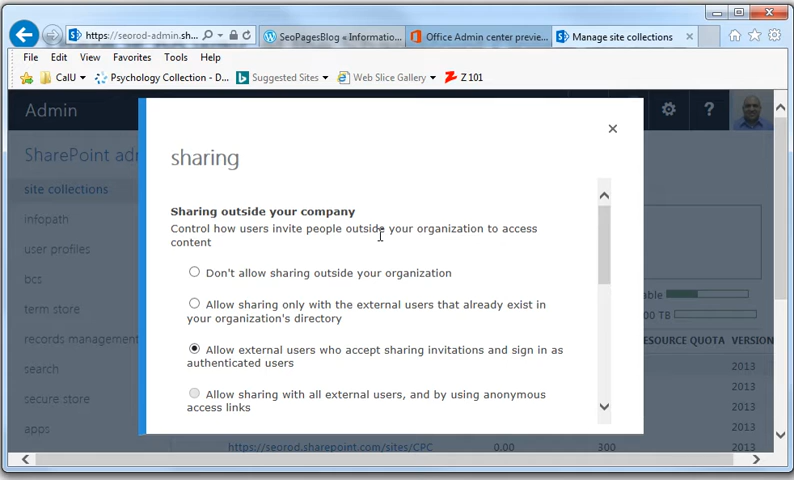 https://seorod-admin.sh...
SeoPagesBlog « Informatio...
Office Admin center previe...
Manage site collections
File Edit View Favorites Tools Help
CalU Psychology Collection - D... Suggested Sites Web Slice Gallery Z 101
Admin
?
SharePoint adm
site collections
infopath
user profiles
bcs
term store
records management
search
secure store
apps
sharing
Sharing outside your company
Control how users invite people outside your organization to access
content
Don't allow sharing outside your organization
Allow sharing only with the external users that already exist in
your organization's directory
Allow external users who accept sharing invitations and sign in as
authenticated users
Allow sharing with all external users, and by using anonymous
access links
able
00 TB
ESOURCE QUOTA VERSION
2013
2013
2013
2013
https://seorod.sharepoint.com/sites/CPC 0.00 300 2013